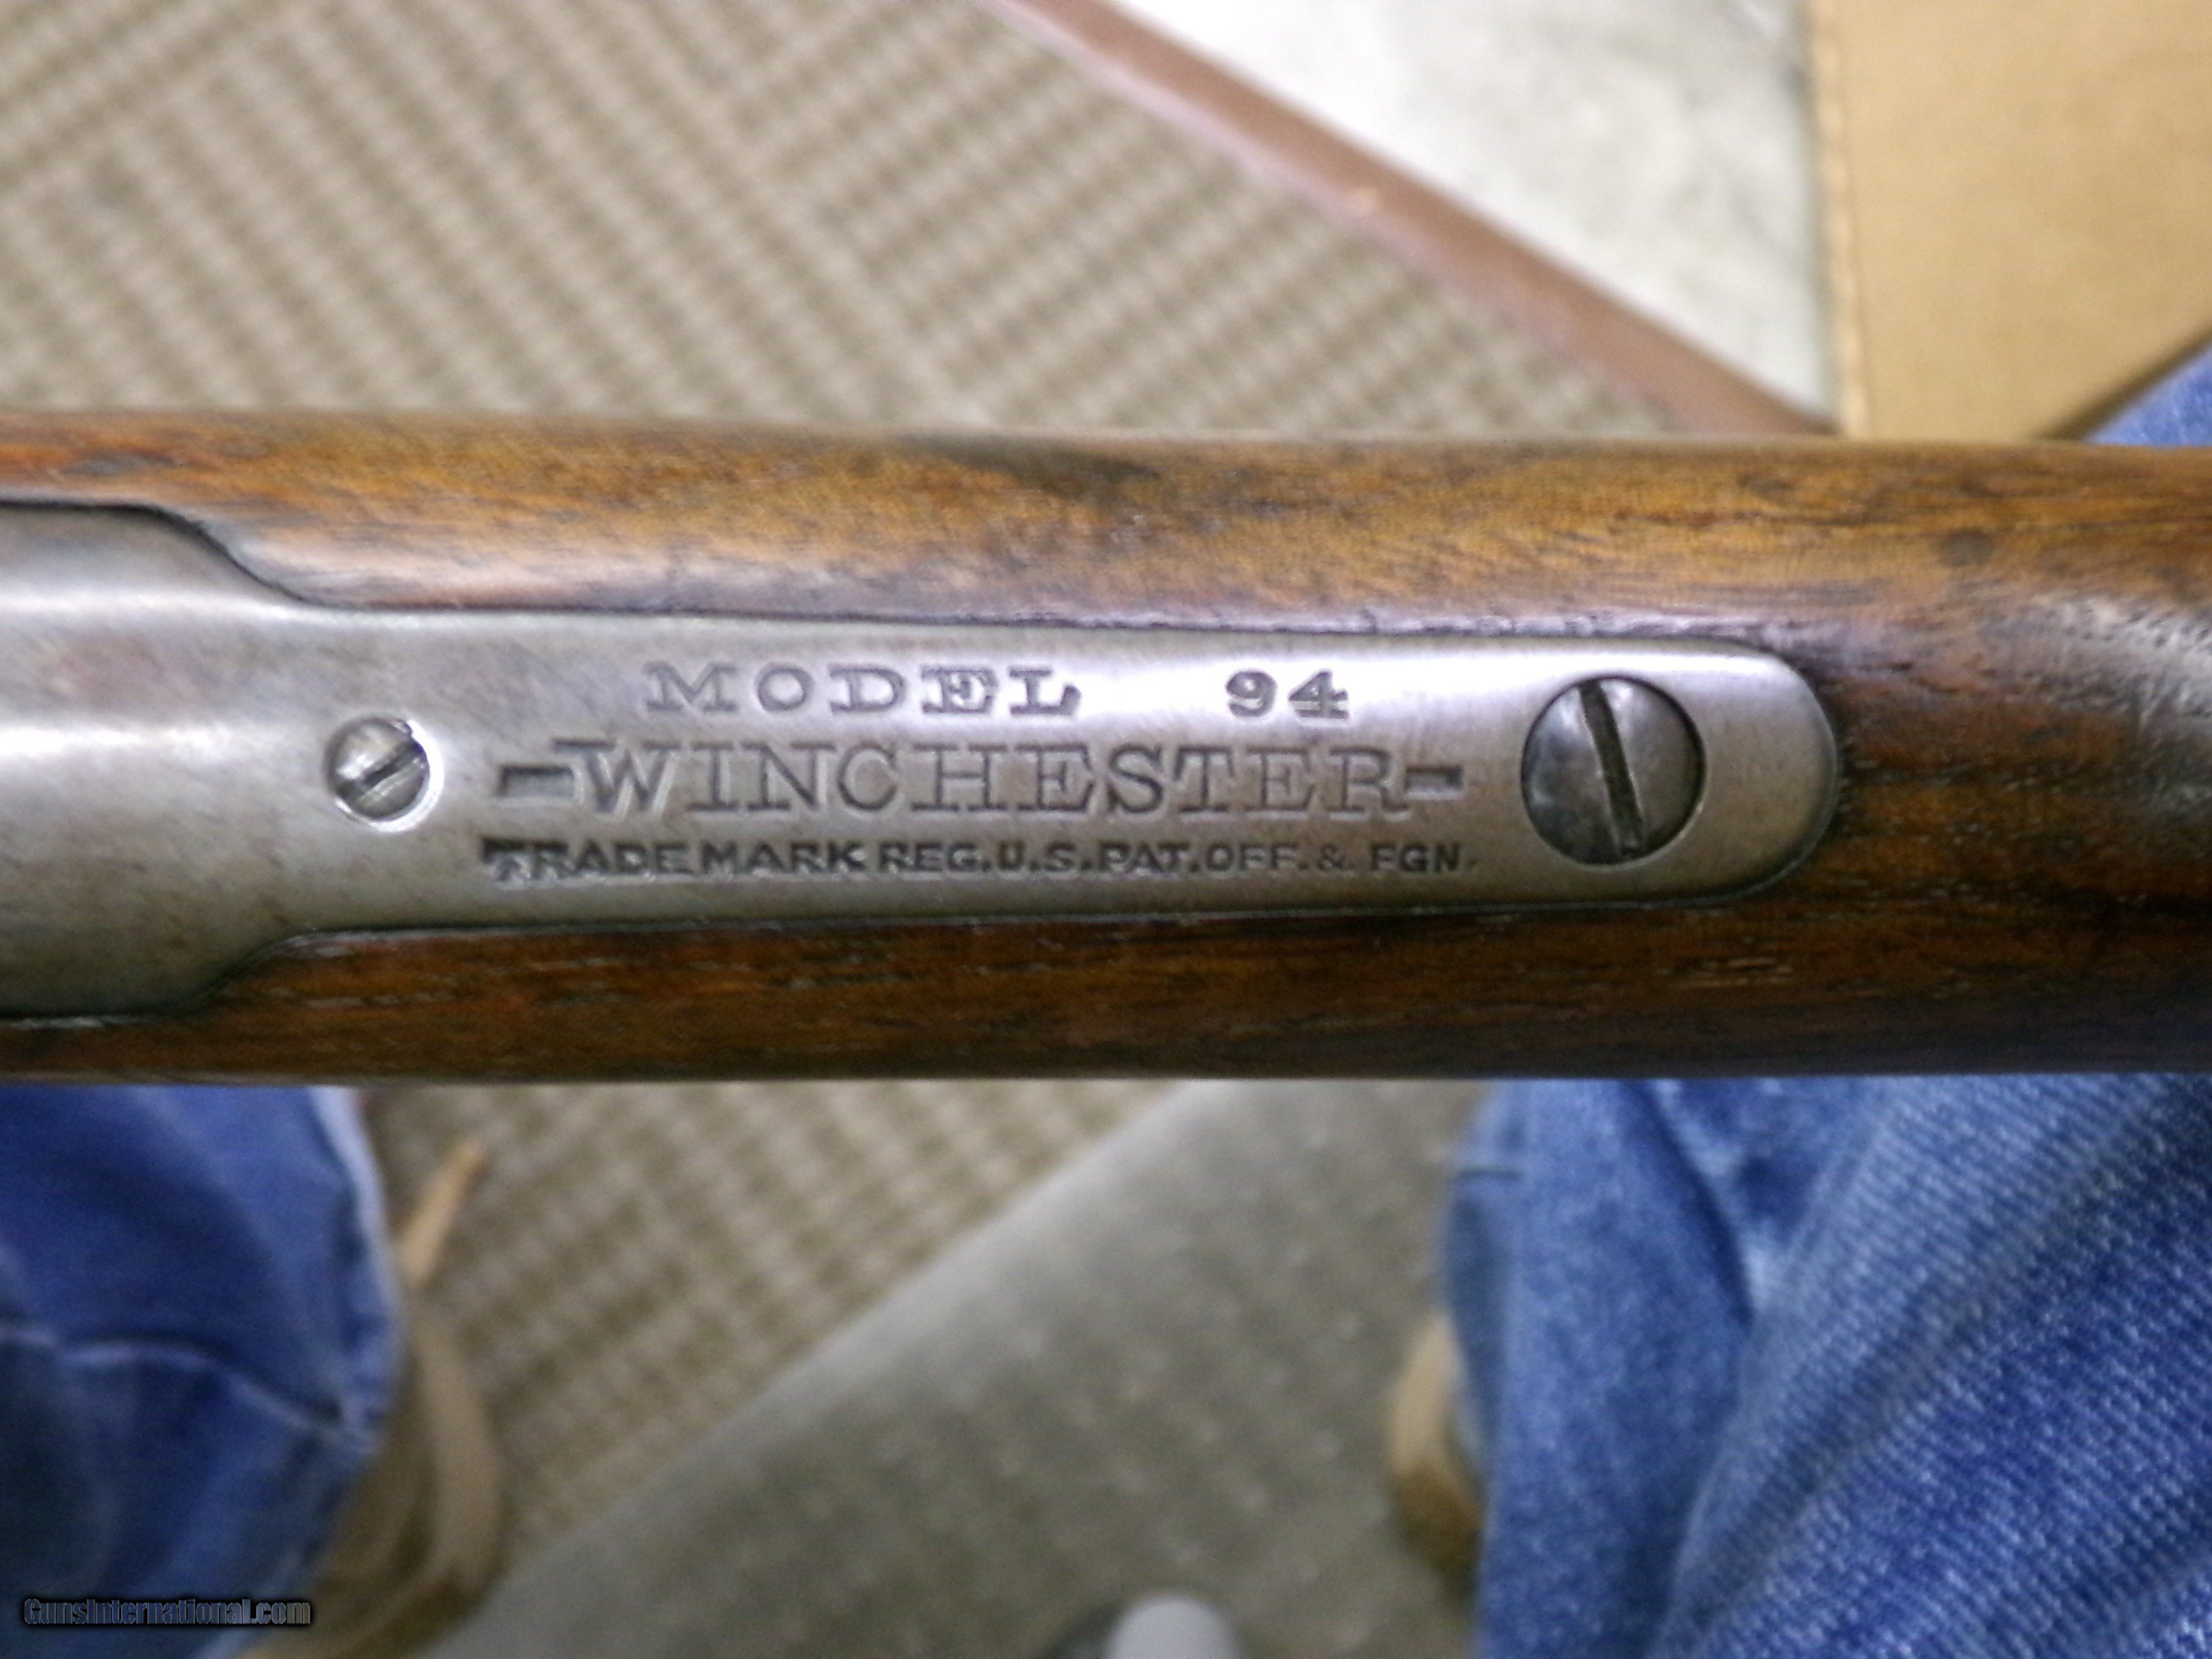 MODEL 94
-WINCHESTER-
TRADE MARK REG.U.S.PAT.OFF.& FGN.
GunsInternational.com